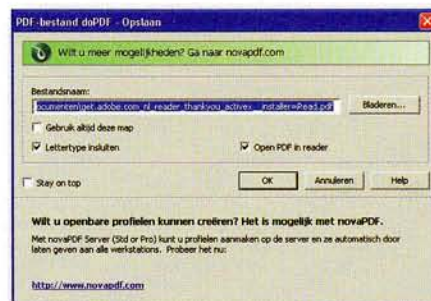 PDF-bestand doPDF - Opslaan
Wilt u meer mogelijkheden? Ga naar novapdf.com
Bestandsnaam:
ocumenten\get.adobe.com_nl_reader_thankyou_activex__installer=Read.pdf
Bladeren...
Gebruik altijd deze map
Lettertype insluiten
Open PDF in reader
Stay on top
OK
Annuleren
Help
Wilt u openbare profielen kunnen creëren? Het is mogelijk met novaPDF.
Met novaPDF Server (Std or Pro) kunt u profielen aanmaken op de server en ze automatisch door
laten geven aan alle workstations. Probeer het nu:
http://www.novapdf.com